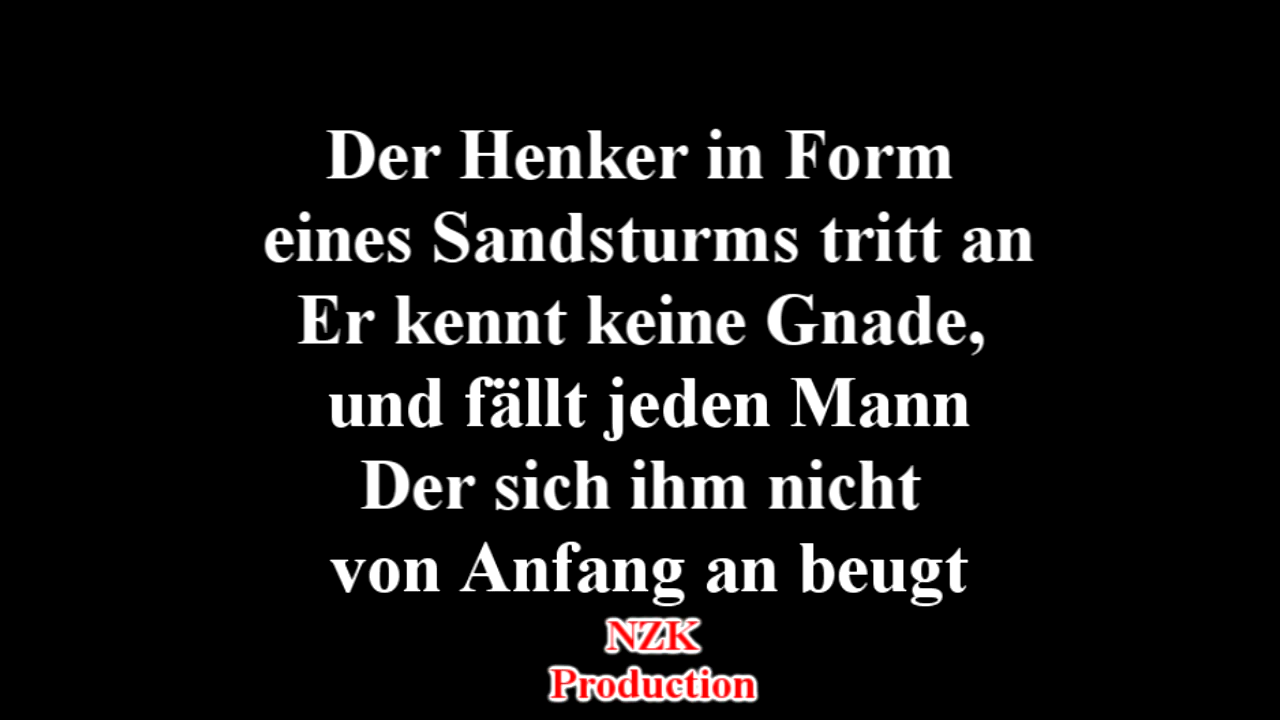 Der Henker in Form
eines Sandsturms tritt an
Er kennt keine Gnade,
und fällt jeden Mann
Der sich ihm nicht
von Anfang an beugt
NZK
Production